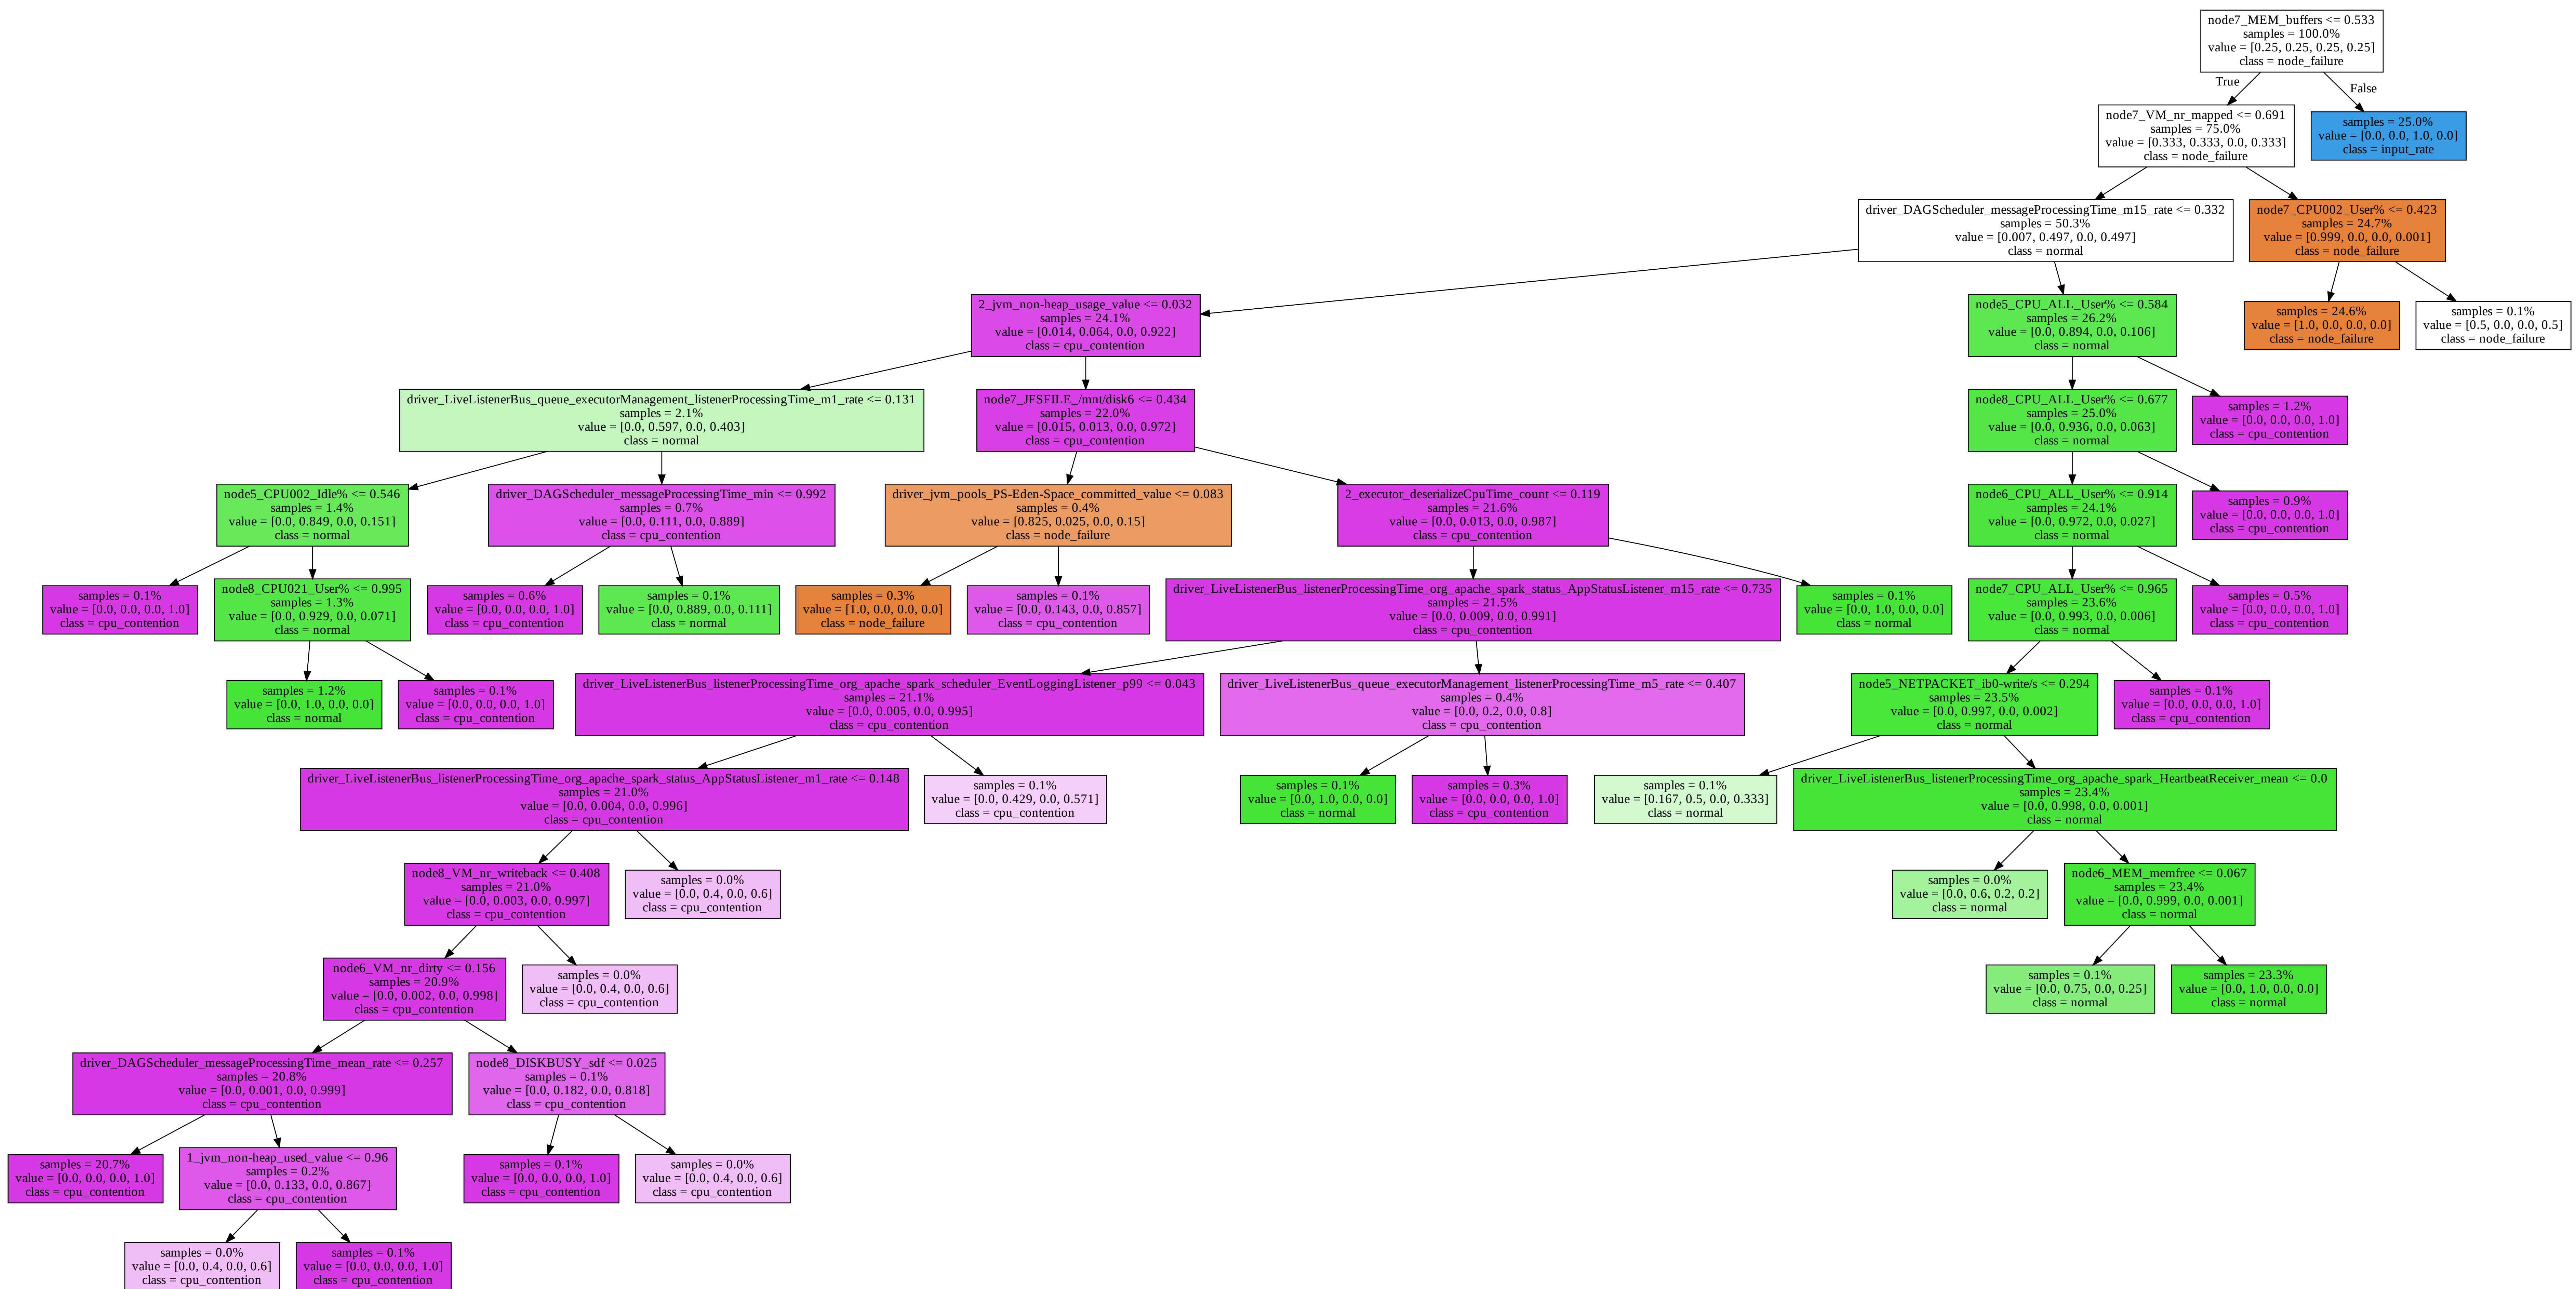 node7_MEM_buffers <= 0.533
samples = 100.0%
value = [0.25, 0.25, 0.25, 0.25]
class = node_failure
True
False
node7_VM_nr_mapped <= 0.691
samples = 75.0%
value = [0.333, 0.333, 0.0, 0.333]
class = node_failure
samples = 25.0%
value = [0.0, 0.0, 1.0, 0.0]
class = input_rate
driver_DAGScheduler_messageProcessingTime_m15_rate <= 0.332
samples = 50.3%
value = [0.007, 0.497, 0.0, 0.497]
class = normal
node7_CPU002_User% <= 0.423
samples = 24.7%
value = [0.999, 0.0, 0.0, 0.001]
class = node_failure
2_jvm_non-heap_usage_value <= 0.032
samples = 24.1%
value = [0.014, 0.064, 0.0, 0.922]
class = cpu_contention
node5_CPU_ALL_User% <= 0.584
samples = 26.2%
value = [0.0, 0.894, 0.0, 0.106]
class = normal
samples = 24.6%
value = [1.0, 0.0, 0.0, 0.0]
class = node_failure
samples = 0.1%
value = [0.5, 0.0, 0.0, 0.5]
class = node_failure
driver_LiveListenerBus_queue_executorManagement_listenerProcessingTime_m1_rate <= 0.131
samples = 2.1%
value = [0.0, 0.597, 0.0, 0.403]
class = normal
node7_JFSFILE_/mnt/disk6 <= 0.434
samples = 22.0%
value = [0.015, 0.013, 0.0, 0.972]
class = cpu_contention
node8_CPU_ALL_User% <= 0.677
samples = 25.0%
value = [0.0, 0.936, 0.0, 0.063]
class = normal
samples = 1.2%
value = [0.0, 0.0, 0.0, 1.0]
class = cpu_contention
node5_CPU002_Idle% <= 0.546
samples = 1.4%
value = [0.0, 0.849, 0.0, 0.151]
class = normal
driver_DAGScheduler_messageProcessingTime_min <= 0.992
samples = 0.7%
value = [0.0, 0.111, 0.0, 0.889]
class = cpu_contention
driver_jvm_pools_PS-Eden-Space_committed_value <= 0.083
samples = 0.4%
value = [0.825, 0.025, 0.0, 0.15]
class = node_failure
2_executor_deserializeCpuTime_count <= 0.119
samples = 21.6%
value = [0.0, 0.013, 0.0, 0.987]
class = cpu_contention
node6_CPU_ALL_User% <= 0.914
samples = 24.1%
value = [0.0, 0.972, 0.0, 0.027]
class = normal
samples = 0.9%
value = [0.0, 0.0, 0.0, 1.0]
class = cpu_contention
samples = 0.1%
value = [0.0, 0.0, 0.0, 1.0]
class = cpu_contention
node8_CPU021_User% <= 0.995
samples = 1.3%
value = [0.0, 0.929, 0.0, 0.071]
class = normal
samples = 0.6%
value = [0.0, 0.0, 0.0, 1.0]
class = cpu_contention
samples = 0.1%
value = [0.0, 0.889, 0.0, 0.111]
class = normal
samples = 0.3%
value = [1.0, 0.0, 0.0, 0.0]
class = node_failure
samples = 0.1%
value = [0.0, 0.143, 0.0, 0.857]
class = cpu_contention
driver_LiveListenerBus_listenerProcessingTime_org_apache_spark_status_AppStatusListener_m15_rate <= 0.735
samples = 21.5%
value = [0.0, 0.009, 0.0, 0.991]
class = cpu_contention
samples = 0.1%
value = [0.0, 1.0, 0.0, 0.0]
class = normal
node7_CPU_ALL_User% <= 0.965
samples = 23.6%
value = [0.0, 0.993, 0.0, 0.006]
class = normal
samples = 0.5%
value = [0.0, 0.0, 0.0, 1.0]
class = cpu_contention
samples = 1.2%
value = [0.0, 1.0, 0.0, 0.0]
class = normal
samples = 0.1%
value = [0.0, 0.0, 0.0, 1.0]
class = cpu_contention
driver_LiveListenerBus_listenerProcessingTime_org_apache_spark_scheduler_EventLoggingListener_p99 <= 0.043
samples = 21.1%
value = [0.0, 0.005, 0.0, 0.995]
class = cpu_contention
driver_LiveListenerBus_queue_executorManagement_listenerProcessingTime_m5_rate <= 0.407
samples = 0.4%
value = [0.0, 0.2, 0.0, 0.8]
class = cpu_contention
node5_NETPACKET_ib0-write/s <= 0.294
samples = 23.5%
value = [0.0, 0.997, 0.0, 0.002]
class = normal
samples = 0.1%
value = [0.0, 0.0, 0.0, 1.0]
class = cpu_contention
driver_LiveListenerBus_listenerProcessingTime_org_apache_spark_status_AppStatusListener_m1_rate <= 0.148
samples = 21.0%
value = [0.0, 0.004, 0.0, 0.996]
class = cpu_contention
samples = 0.1%
value = [0.0, 0.429, 0.0, 0.571]
class = cpu_contention
samples = 0.1%
value = [0.0, 1.0, 0.0, 0.0]
class = normal
samples = 0.3%
value = [0.0, 0.0, 0.0, 1.0]
class = cpu_contention
samples = 0.1%
value = [0.167, 0.5, 0.0, 0.333]
class = normal
driver_LiveListenerBus_listenerProcessingTime_org_apache_spark_HeartbeatReceiver_mean <= 0.0
samples = 23.4%
value = [0.0, 0.998, 0.0, 0.001]
class = normal
node8_VM_nr_writeback <= 0.408
samples = 21.0%
value = [0.0, 0.003, 0.0, 0.997]
class = cpu_contention
samples = 0.0%
value = [0.0, 0.4, 0.0, 0.6]
class = cpu_contention
samples = 0.0%
value = [0.0, 0.6, 0.2, 0.2]
class = normal
node6_MEM_memfree <= 0.067
samples = 23.4%
value = [0.0, 0.999, 0.0, 0.001]
class = normal
node6_VM_nr_dirty <= 0.156
samples = 20.9%
value = [0.0, 0.002, 0.0, 0.998]
class = cpu_contention
samples = 0.0%
value = [0.0, 0.4, 0.0, 0.6]
class = cpu_contention
samples = 0.1%
value = [0.0, 0.75, 0.0, 0.25]
class = normal
samples = 23.3%
value = [0.0, 1.0, 0.0, 0.0]
class = normal
driver_DAGScheduler_messageProcessingTime_mean_rate <= 0.257
samples = 20.8%
value = [0.0, 0.001, 0.0, 0.999]
class = cpu_contention
node8_DISKBUSY_sdf <= 0.025
samples = 0.1%
value = [0.0, 0.182, 0.0, 0.818]
class = cpu_contention
samples = 20.7%
value = [0.0, 0.0, 0.0, 1.0]
class = cpu_contention
1_jvm_non-heap_used_value <= 0.96
samples = 0.2%
value = [0.0, 0.133, 0.0, 0.867]
class = cpu_contention
samples = 0.1%
value = [0.0, 0.0, 0.0, 1.0]
class = cpu_contention
samples = 0.0%
value = [0.0, 0.4, 0.0, 0.6]
class = cpu_contention
samples = 0.0%
value = [0.0, 0.4, 0.0, 0.6]
class = cpu_contention
samples = 0.1%
value = [0.0, 0.0, 0.0, 1.0]
class = cpu_contention